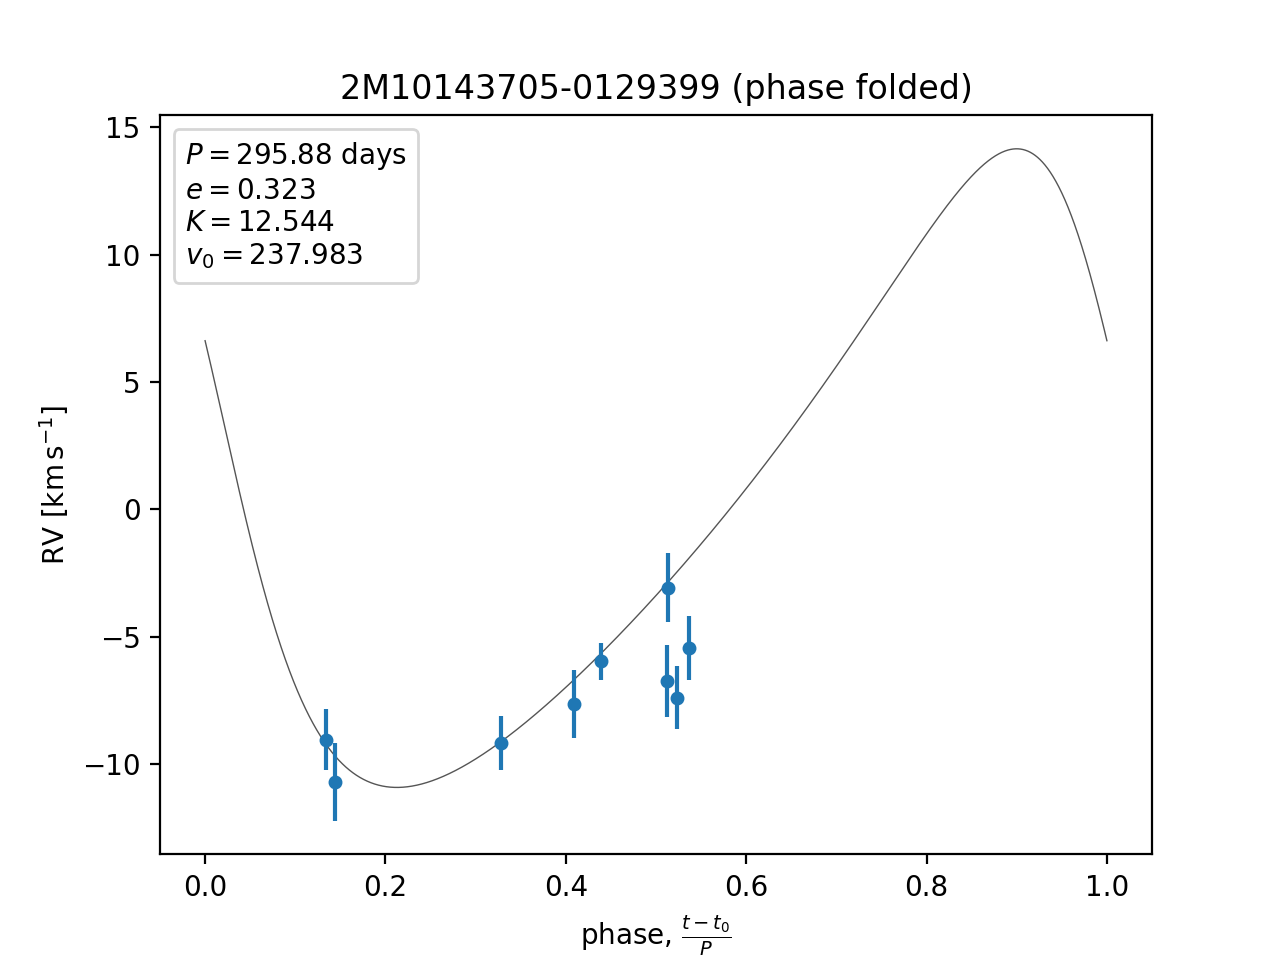 2M10143705-0129399 (phase folded)
P = 295.88 days
e = 0.323
K = 12.544
v₀ = 237.983
15
10
5
0
−5
−10
RV [km s⁻¹]
0.0 0.2 0.4 0.6 0.8 1.0
phase, (t − t₀)/P